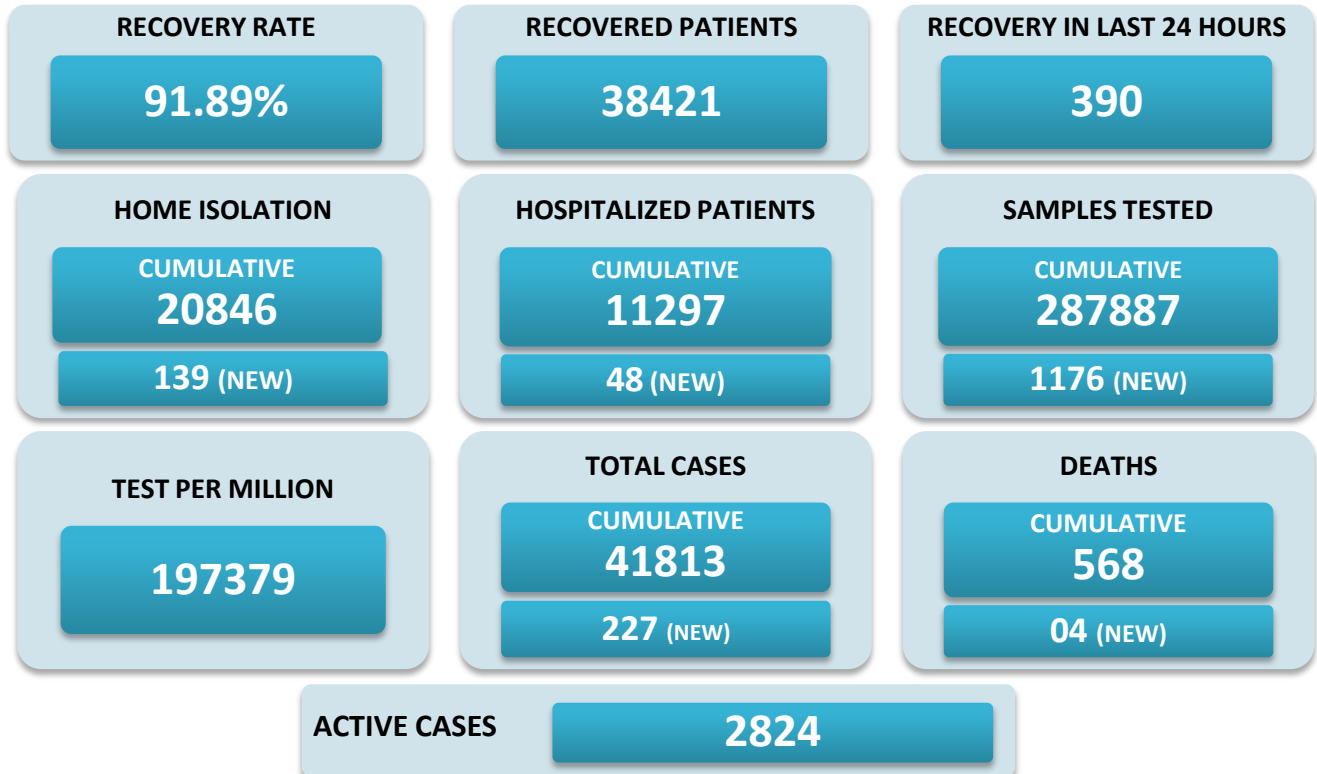 RECOVERY RATE
91.89%
RECOVERED PATIENTS
38421
RECOVERY IN LAST 24 HOURS
390
HOME ISOLATION
CUMULATIVE
20846
139 (NEW)
HOSPITALIZED PATIENTS
CUMULATIVE
11297
48 (NEW)
SAMPLES TESTED
CUMULATIVE
287887
1176 (NEW)
TEST PER MILLION
197379
TOTAL CASES
CUMULATIVE
41813
227 (NEW)
DEATHS
CUMULATIVE
568
04 (NEW)
ACTIVE CASES
2824